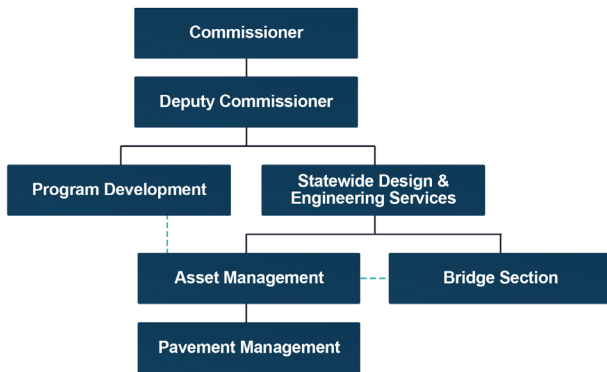 Commissioner
Deputy Commissioner
Program Development
Statewide Design &
Engineering Services
Asset Management
Bridge Section
Pavement Management